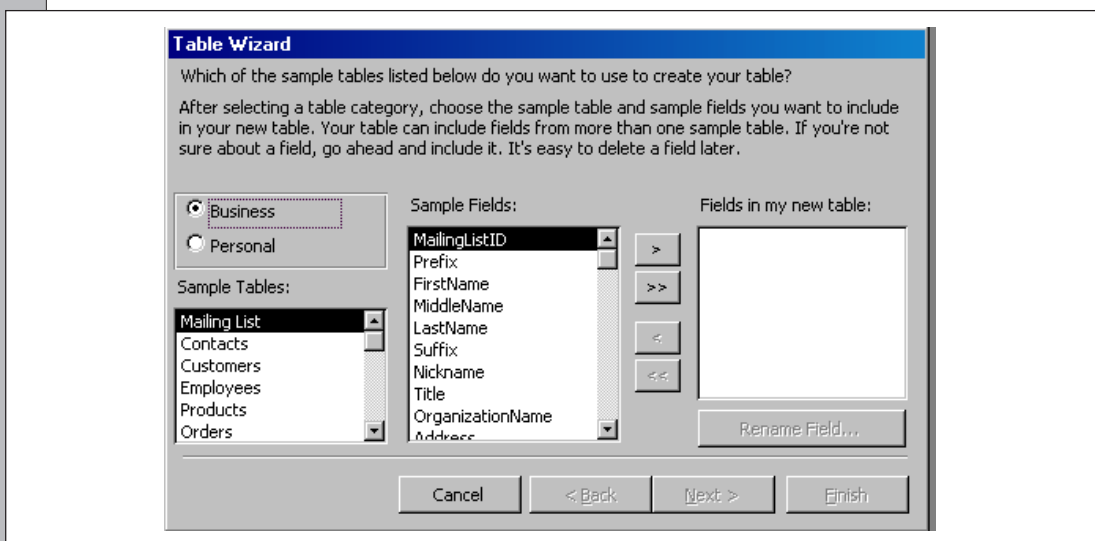 Table Wizard
Which of the sample tables listed below do you want to use to create your table?
After selecting a table category, choose the sample table and sample fields you want to include
in your new table. Your table can include fields from more than one sample table. If you're not
sure about a field, go ahead and include it. It's easy to delete a field later.
Business
Personal
Sample Tables:
Mailing List
Contacts
Customers
Employees
Products
Orders
Sample Fields:
MailingListID
Prefix
FirstName
MiddleName
LastName
Suffix
Nickname
Title
OrganizationName
Address
>
>>
<
<<
Fields in my new table:
Rename Field...
Cancel
< Back
Next >
Finish